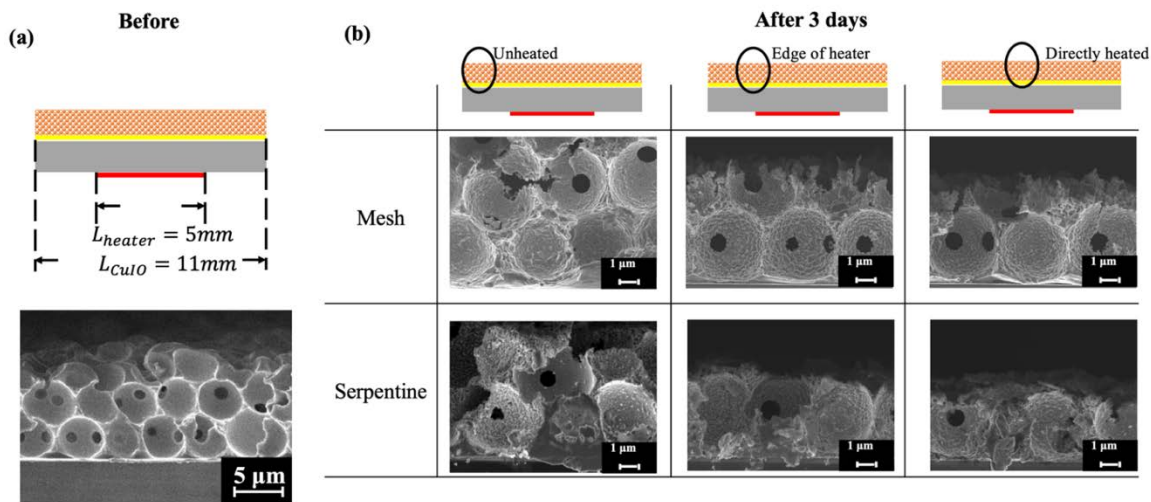 Before
After 3 days
(a)
(b)
Unheated
Edge of heater
Directly heated
L_heater = 5mm
L_CuIO = 11mm
5 μm
Mesh
1 μm
1 μm
1 μm
Serpentine
1 μm
1 μm
1 μm